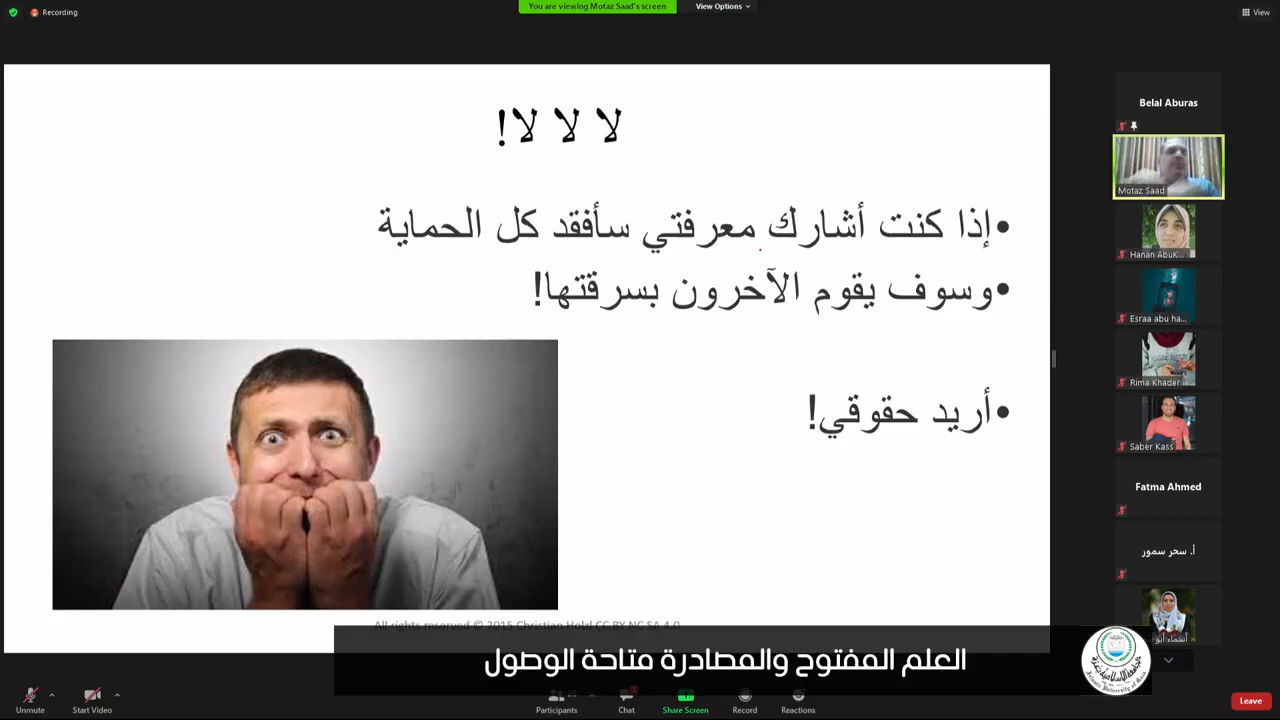 Recording
You are viewing Motaz Saad's screen
View Options
View
لا لا لا!
•إذا كنت أشارك معرفتي سأفقد كل الحماية
•وسوف يقوم الآخرون بسرقتها!
•أريد حقوقي!
All rights reserved © 2015 Christian Holzl CC BY NC SA 4.0
العلم المفتوح والمصادرة متاحة الوصول
Belal Aburas
Motaz Saad
Hanan AbuK...
Esraa abu ha...
Rima Khader
Saber Kass
Fatma Ahmed
أ. سحر سمور
أسماء أبو
Unmute
Start Video
Participants
Chat
Share Screen
Record
Reactions
Leave